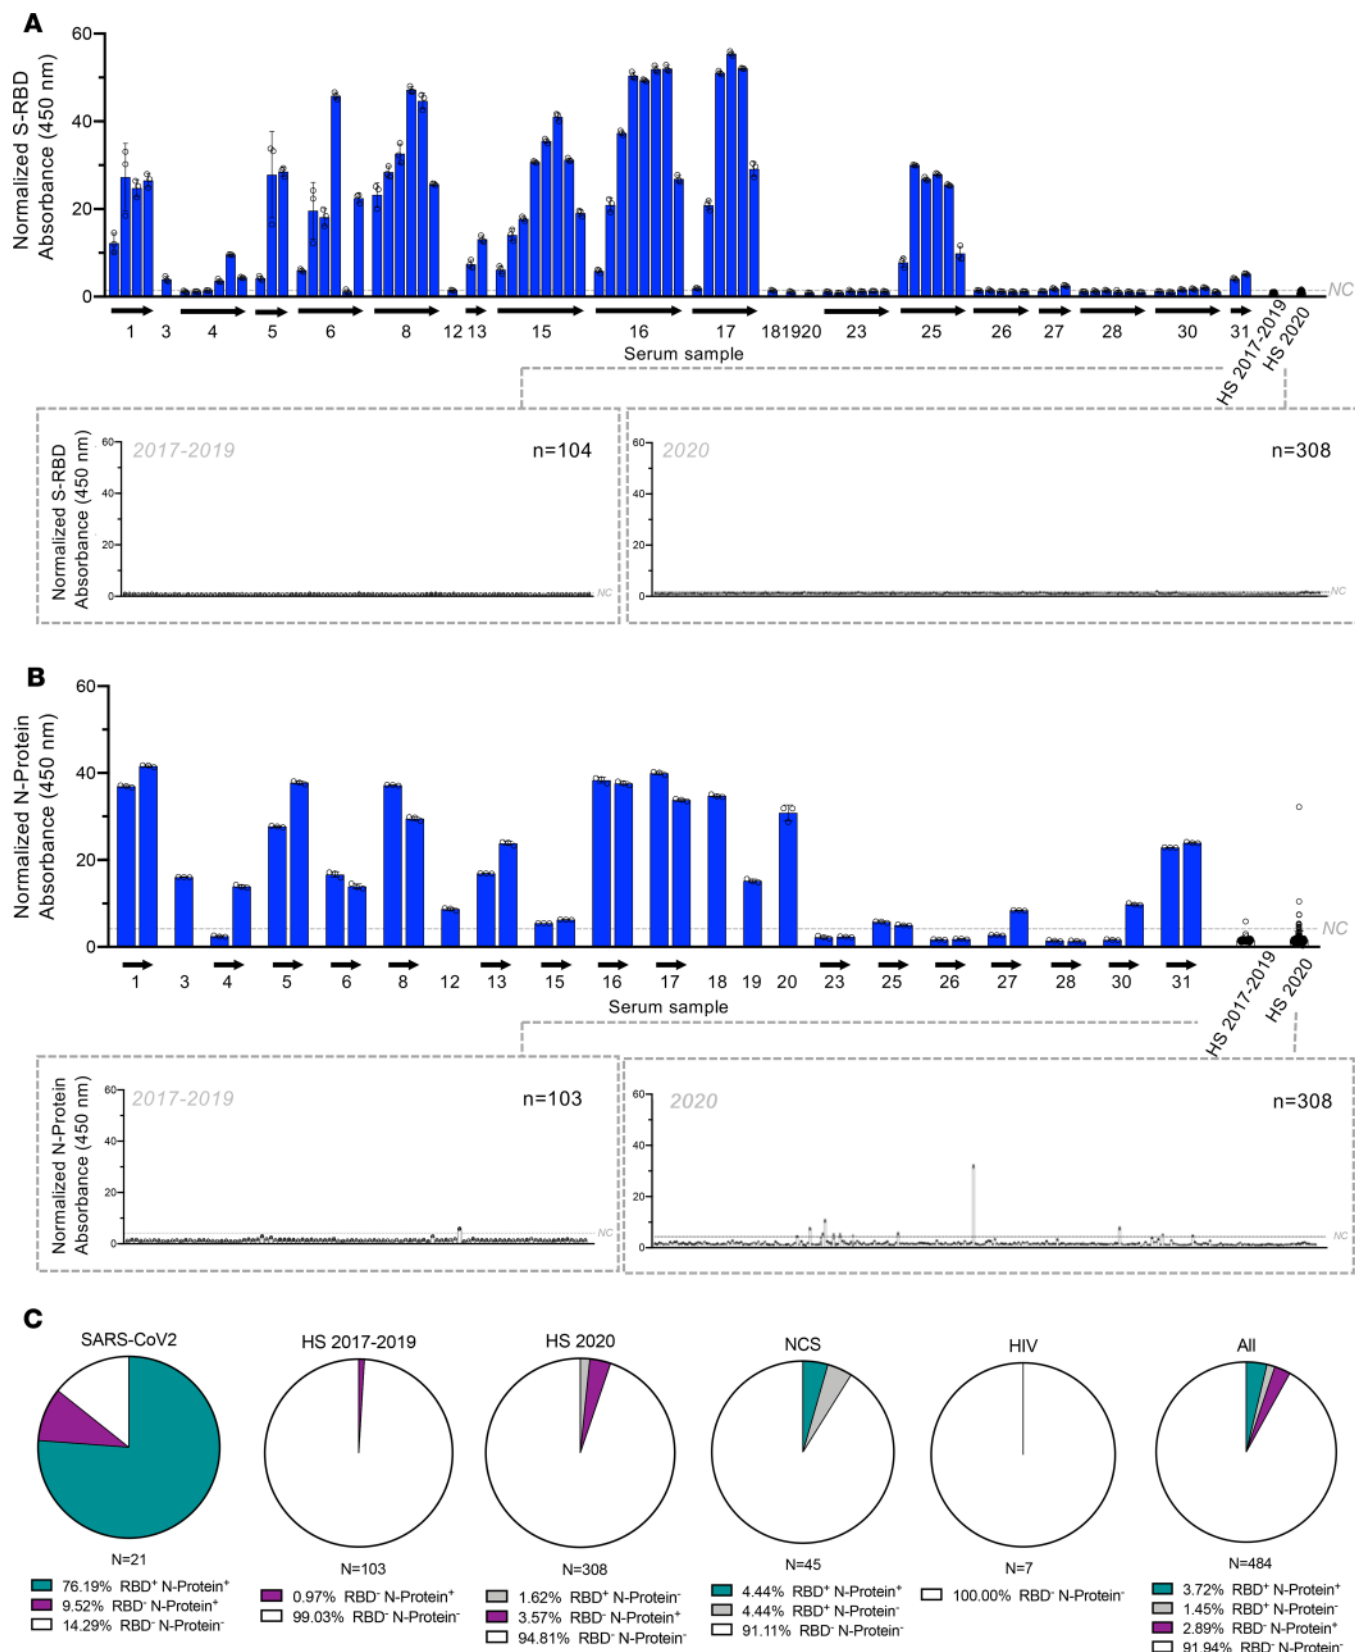 A
Normalized S-RBD
Absorbance (450 nm)
60
40
20
0
NC
1 3 4 5 6 8 12 13 15 16 17 18 19 20 23 25 26 27 28 30 31 HS 2017-2019 HS 2020
Serum sample
Normalized S-RBD
Absorbance (450 nm)
2017-2019
n=104
60
40
20
0
NC
2020
n=308
60
40
20
0
NC
B
Normalized N-Protein
Absorbance (450 nm)
60
40
20
0
NC
1 3 4 5 6 8 12 13 15 16 17 18 19 20 23 25 26 27 28 30 31 HS 2017-2019 HS 2020
Serum sample
Normalized N-Protein
Absorbance (450 nm)
2017-2019
n=103
60
40
20
0
NC
2020
n=308
60
40
20
0
NC
C
SARS-CoV2
N=21
76.19% RBD⁺ N-Protein⁺
9.52% RBD⁻ N-Protein⁺
14.29% RBD⁻ N-Protein⁻
HS 2017-2019
N=103
0.97% RBD⁻ N-Protein⁺
99.03% RBD⁻ N-Protein⁻
HS 2020
N=308
1.62% RBD⁺ N-Protein⁻
3.57% RBD⁻ N-Protein⁺
94.81% RBD⁻ N-Protein⁻
NCS
N=45
4.44% RBD⁺ N-Protein⁺
4.44% RBD⁺ N-Protein⁻
91.11% RBD⁻ N-Protein⁻
HIV
N=7
100.00% RBD⁻ N-Protein⁻
All
N=484
3.72% RBD⁺ N-Protein⁺
1.45% RBD⁺ N-Protein⁻
2.89% RBD⁻ N-Protein⁺
91.94% RBD⁻ N-Protein⁻